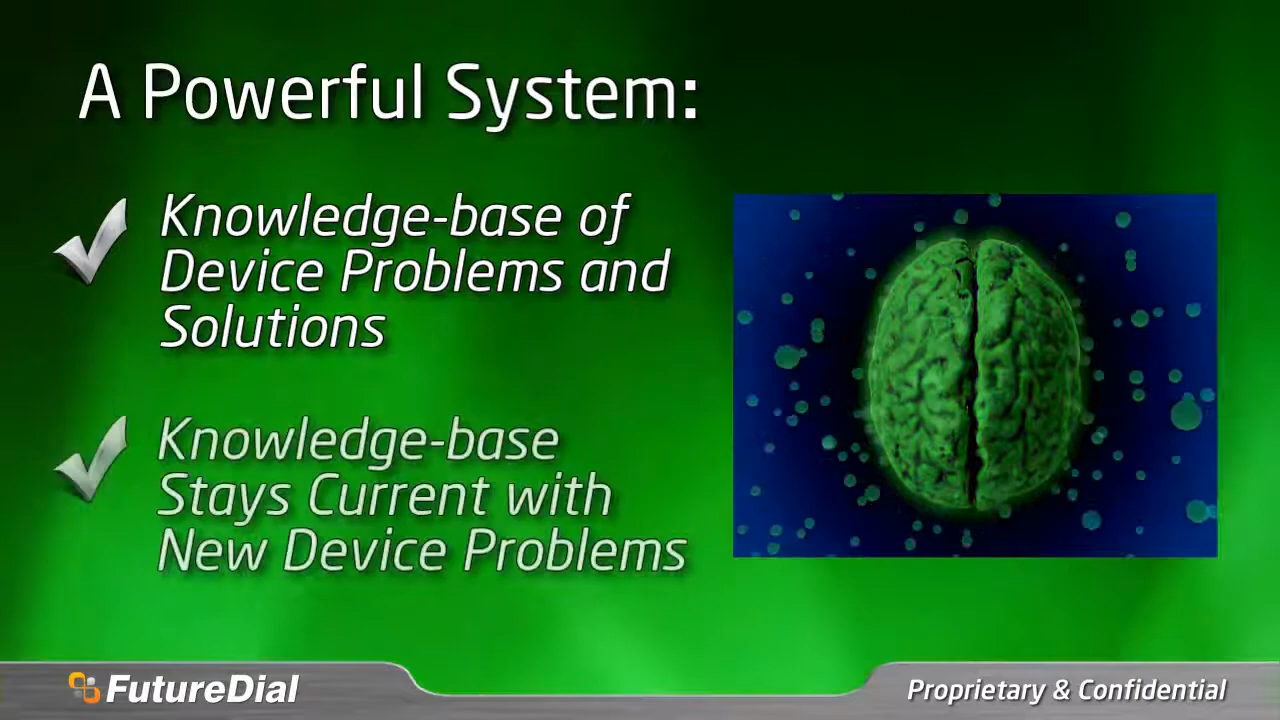 A Powerful System:
Knowledge-base of
Device Problems and
Solutions
Knowledge-base
Stays Current with
New Device Problems
FutureDial
Proprietary & Confidential